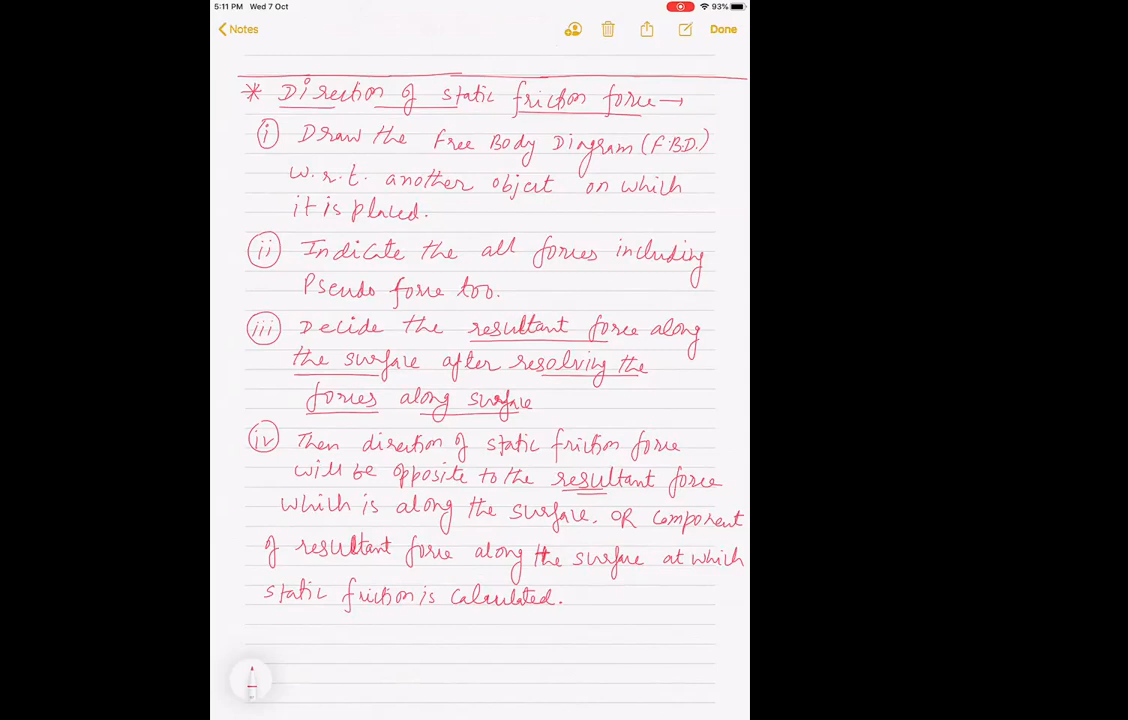 5:11 PM Wed 7 Oct
93%
Notes
Done
* Direction of static friction force →
(i) Draw the Free Body Diagram (F.B.D.)
w.r.t. another object on which
it is placed.
(ii) Indicate the all forces including
Pseudo force too.
(iii) Decide the resultant force along
the surface after resolving the
forces along surface
(iv) Then direction of static friction force
will be opposite to the resultant force
which is along the surface. OR component
of resultant force along the surface at which
static friction is calculated.